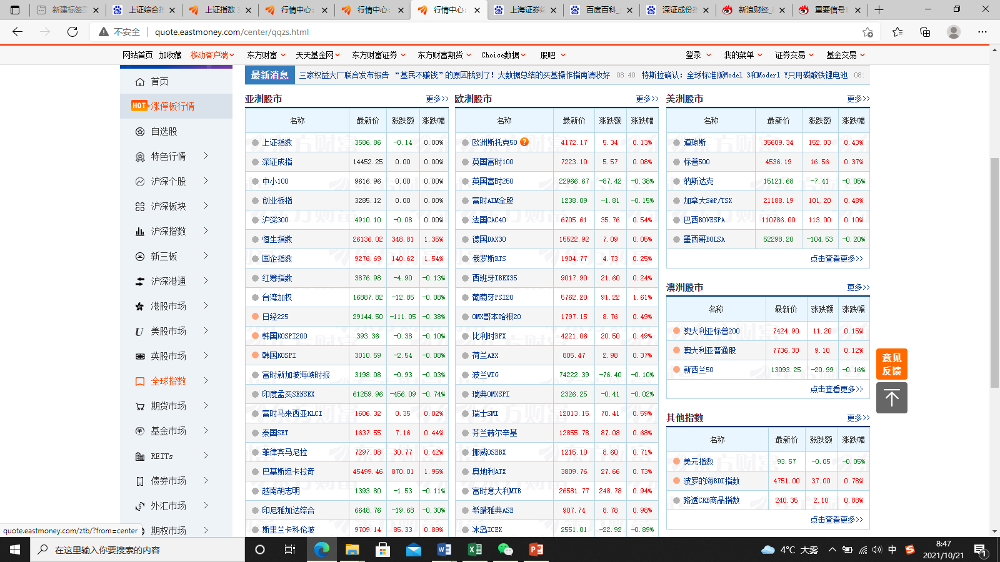 新建标签页
上证综合指
上证指数 3
行情中心:
行情中心:
行情中心:
上海证券综
百度百科_
深证成份指
新浪财经_
重要信号!
不安全
quote.eastmoney.com/center/qqzs.html
网站首页 加收藏 移动客户端 东方财富 天天基金网 东方财富证券 东方财富期货 Choice数据 股吧 登录 我的菜单 证券交易 基金交易
最新消息 三家权益大厂联合发布报告 “基民不赚钱”的原因找到了！大数据总结的买基操作指南请收好 08:40 特斯拉确认：全球标准版Model 3和Moderl Y只用磷酸铁锂电池 08:
首页
HOT 涨停板行情
自选股
特色行情
沪深个股
沪深板块
沪深指数
新三板
沪深港通
港股市场
美股市场
英股市场
全球指数
期货市场
基金市场
REITs
债券市场
外汇市场
期权市场
亚洲股市 更多>>
名称 最新价 涨跌额 涨跌幅
上证指数 3586.86 -0.14 0.00%
深证成指 14452.25 0.00 0.00%
中小100 9616.96 0.00 0.00%
创业板指 3285.12 0.00 0.00%
沪深300 4910.10 -0.08 0.00%
恒生指数 26136.02 348.81 1.35%
国企指数 9276.69 140.62 1.54%
红筹指数 3876.98 -4.90 -0.13%
台湾加权 16887.82 -12.85 -0.08%
日经225 29144.50 -111.05 -0.38%
韩国KOSPI200 393.36 -0.38 -0.10%
韩国KOSPI 3010.59 -2.54 -0.08%
富时新加坡海峡时报 3198.08 -0.93 -0.03%
印度孟买SENSEX 61259.96 -456.09 -0.74%
富时马来西亚KLCI 1606.32 0.35 0.02%
泰国SET 1637.55 7.16 0.44%
菲律宾马尼拉 7297.08 30.77 0.42%
巴基斯坦卡拉奇 45499.46 870.01 1.95%
越南胡志明 1393.80 -1.53 -0.11%
印尼雅加达综合 6648.76 -19.68 -0.30%
斯里兰卡科伦坡 9709.14 85.33 0.89%
欧洲股市 更多>>
名称 最新价 涨跌额 涨跌幅
欧洲斯托克50 4172.17 5.34 0.13%
英国富时100 7223.10 5.57 0.08%
英国富时250 22966.67 -87.42 -0.38%
富时AIM全股 1238.09 -1.81 -0.15%
法国CAC40 6705.61 35.76 0.54%
德国DAX30 15522.92 7.09 0.05%
俄罗斯RTS 1904.77 4.73 0.25%
西班牙IBEX35 9017.90 21.60 0.24%
葡萄牙PSI20 5762.20 91.22 1.61%
OMX哥本哈根20 1797.15 8.76 0.49%
比利时BFX 4221.06 20.50 0.49%
荷兰AEX 805.47 2.98 0.37%
波兰WIG 74222.39 -76.40 -0.10%
瑞典OMXSPI 2326.25 -0.41 -0.02%
瑞士SMI 12013.15 70.41 0.59%
芬兰赫尔辛基 12855.78 87.08 0.68%
挪威OSEBX 1215.10 8.60 0.71%
奥地利ATX 3809.76 27.66 0.73%
富时意大利MIB 26581.77 248.78 0.94%
希腊雅典ASE 907.74 8.78 0.98%
冰岛ICEX 2551.01 -22.92 -0.89%
美洲股市 更多>>
名称 最新价 涨跌额 涨跌幅
道琼斯 35609.34 152.03 0.43%
标普500 4536.19 16.56 0.37%
纳斯达克 15121.68 -7.41 -0.05%
加拿大S&P/TSX 21188.19 101.20 0.48%
巴西BOVESPA 110786.00 113.00 0.10%
墨西哥BOLSA 52298.20 -104.53 -0.20%
点击查看更多>>
澳洲股市 更多>>
名称 最新价 涨跌额 涨跌幅
澳大利亚标普200 7424.90 11.20 0.15%
澳大利亚普通股 7736.30 9.10 0.12%
新西兰50 13093.25 -20.99 -0.16%
点击查看更多>>
其他指数 更多>>
名称 最新价 涨跌额 涨跌幅
美元指数 93.57 -0.05 -0.05%
波罗的海BDI指数 4751.00 37.00 0.78%
路透CRB商品指数 240.35 2.10 0.88%
点击查看更多>>
意见
反馈
quote.eastmoney.com/ztb/?from=center
在这里输入你要搜索的内容
4°C 大雾
中
8:47
2021/10/21
1